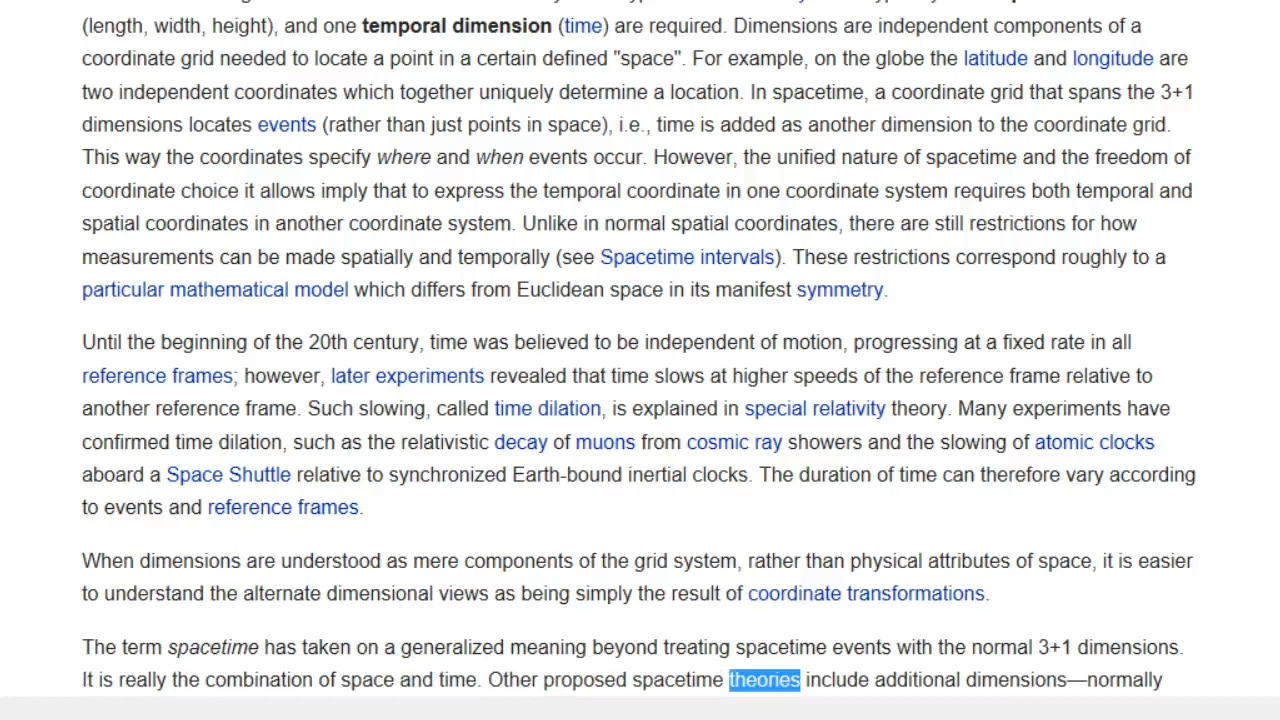 (length, width, height), and one temporal dimension (time) are required. Dimensions are independent components of a
coordinate grid needed to locate a point in a certain defined "space". For example, on the globe the latitude and longitude are
two independent coordinates which together uniquely determine a location. In spacetime, a coordinate grid that spans the 3+1
dimensions locates events (rather than just points in space), i.e., time is added as another dimension to the coordinate grid.
This way the coordinates specify where and when events occur. However, the unified nature of spacetime and the freedom of
coordinate choice it allows imply that to express the temporal coordinate in one coordinate system requires both temporal and
spatial coordinates in another coordinate system. Unlike in normal spatial coordinates, there are still restrictions for how
measurements can be made spatially and temporally (see Spacetime intervals). These restrictions correspond roughly to a
particular mathematical model which differs from Euclidean space in its manifest symmetry.
Until the beginning of the 20th century, time was believed to be independent of motion, progressing at a fixed rate in all
reference frames; however, later experiments revealed that time slows at higher speeds of the reference frame relative to
another reference frame. Such slowing, called time dilation, is explained in special relativity theory. Many experiments have
confirmed time dilation, such as the relativistic decay of muons from cosmic ray showers and the slowing of atomic clocks
aboard a Space Shuttle relative to synchronized Earth-bound inertial clocks. The duration of time can therefore vary according
to events and reference frames.
When dimensions are understood as mere components of the grid system, rather than physical attributes of space, it is easier
to understand the alternate dimensional views as being simply the result of coordinate transformations.
The term spacetime has taken on a generalized meaning beyond treating spacetime events with the normal 3+1 dimensions.
It is really the combination of space and time. Other proposed spacetime theories include additional dimensions—normally